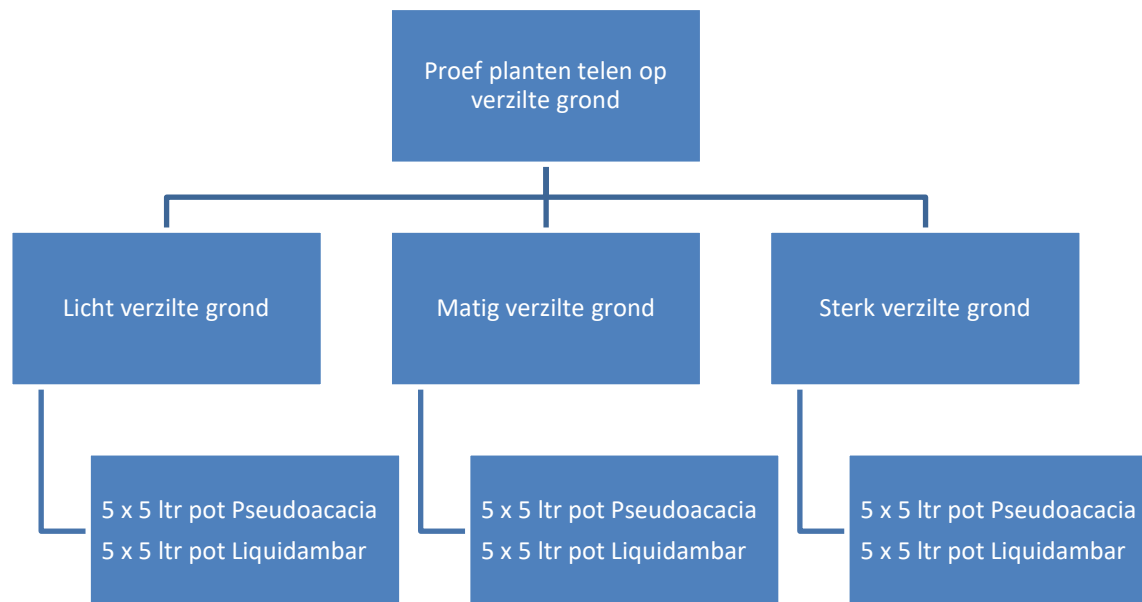 Proef planten telen op
verzilte grond
Licht verzilte grond
Matig verzilte grond
Sterk verzilte grond
5 x 5 ltr pot Pseudoacacia
5 x 5 ltr pot Liquidambar
5 x 5 ltr pot Pseudoacacia
5 x 5 ltr pot Liquidambar
5 x 5 ltr pot Pseudoacacia
5 x 5 ltr pot Liquidambar